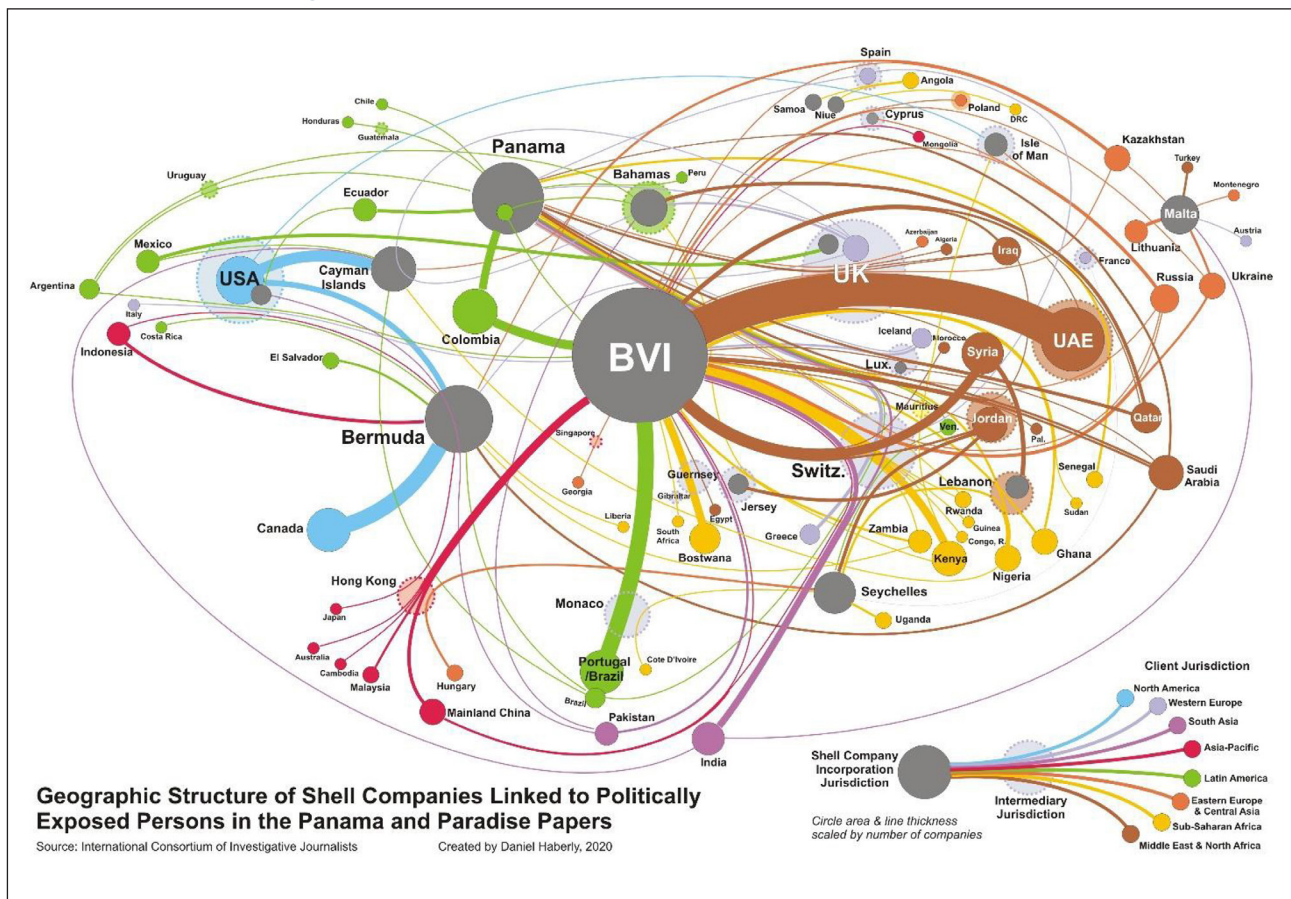 Spain
Angola
Samoa
Niue
Poland
DRC
Cyprus
Mongolia
Isle
of Man
Kazakhstan
Turkey
Montenegro
Malta
Austria
Lithuania
France
Russia
Ukraine
Chile
Honduras
Guatemala
Panama
Uruguay
Ecuador
Bahamas
Peru
Mexico
USA
Cayman
Islands
Argentina
Italy
Costa Rica
Indonesia
Colombia
El Salvador
Azerbaijan
Algeria
Iraq
UK
BVI
Iceland
Morocco
Lux.
Syria
UAE
Mauritius
Ven.
Jordan
Pal.
Qatar
Bermuda
Singapore
Georgia
Switz.
Guernsey
Gibraltar
Jersey
Lebanon
Senegal
Saudi
Arabia
Sudan
Canada
Liberia
South
Africa
Egypt
Bostwana
Greece
Zambia
Rwanda
Guinea
Congo, R.
Kenya
Nigeria
Ghana
Hong Kong
Japan
Australia
Cambodia
Malaysia
Hungary
Mainland China
Monaco
Seychelles
Uganda
Portugal
/Brazil
Cote D'Ivoire
Brazil
Pakistan
India
Client Jurisdiction
North America
Western Europe
South Asia
Asia-Pacific
Latin America
Eastern Europe
& Central Asia
Sub-Saharan Africa
Middle East & North Africa
Shell Company
Incorporation
Jurisdiction
Intermediary
Jurisdiction
Circle area & line thickness
scaled by number of companies
Geographic Structure of Shell Companies Linked to Politically
Exposed Persons in the Panama and Paradise Papers
Source: International Consortium of Investigative Journalists Created by Daniel Haberly, 2020